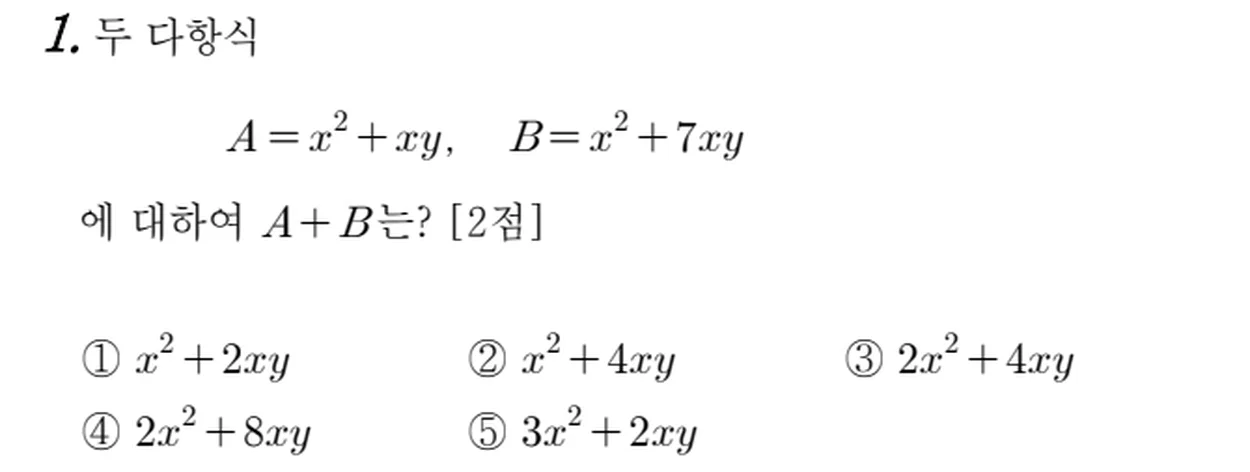 1. 두 다항식
A = x² + xy, B = x² + 7xy
에 대하여 A + B는? [2점]
① x² + 2xy ② x² + 4xy ③ 2x² + 4xy
④ 2x² + 8xy ⑤ 3x² + 2xy